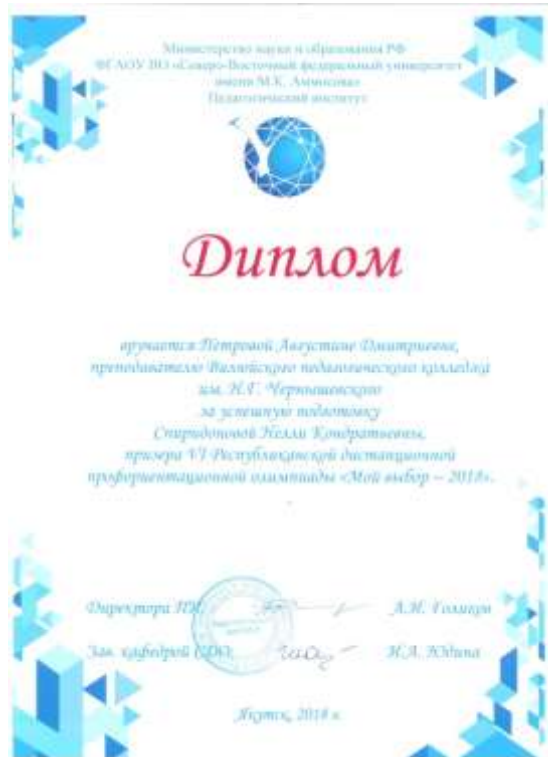 Министерство науки и образования РФ
ФГАОУ ВО «Северо-Восточный федеральный университет
имени М.К. Аммосова»
Педагогический институт
Диплом
вручается Петровой Августине Дмитриевне,
преподавателю Вилюйского педагогического колледжа
им. Н.Г. Чернышевского
за успешную подготовку
Спиридоновой Нелли Кондратьевны,
призера VI Республиканской дистанционной
профориентационной олимпиады «Мой выбор – 2018».
Директора ПИ: А.И. Голиков
Зав. кафедрой СДО: И.А. Юдина
Якутск, 2018 г.